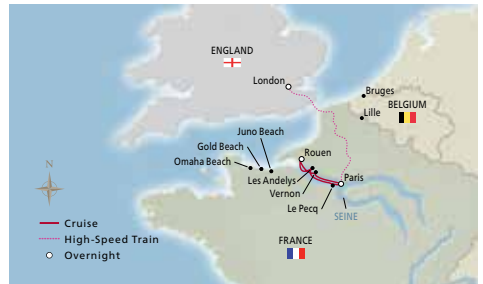 ENGLAND
London
Bruges
Lille
BELGIUM
Juno Beach
Gold Beach
Omaha Beach
Rouen
Les Andelys
Vernon
Le Pecq
Paris
SEINE
N
Cruise
High-Speed Train
Overnight
FRANCE